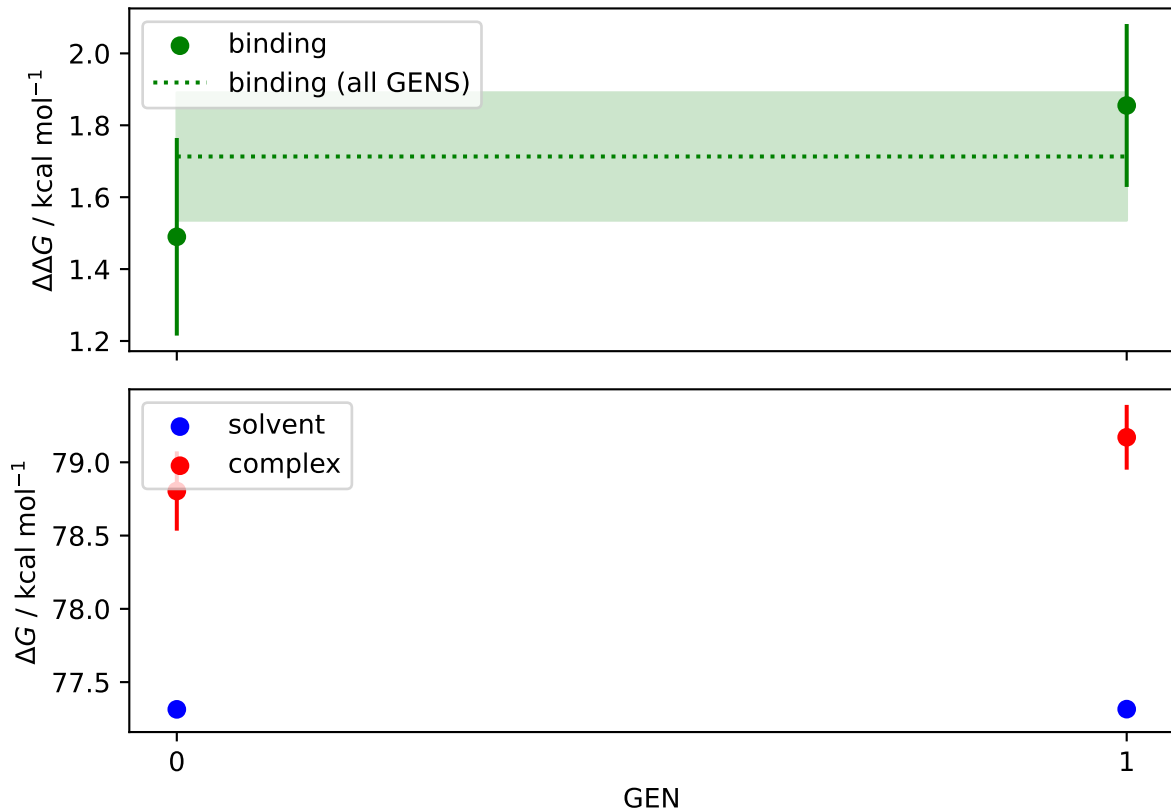 binding
binding (all GENS)
2.0
1.8
1.6
1.4
1.2
ΔΔG / kcal mol⁻¹
solvent
complex
79.0
78.5
78.0
77.5
ΔG / kcal mol⁻¹
0
1
GEN